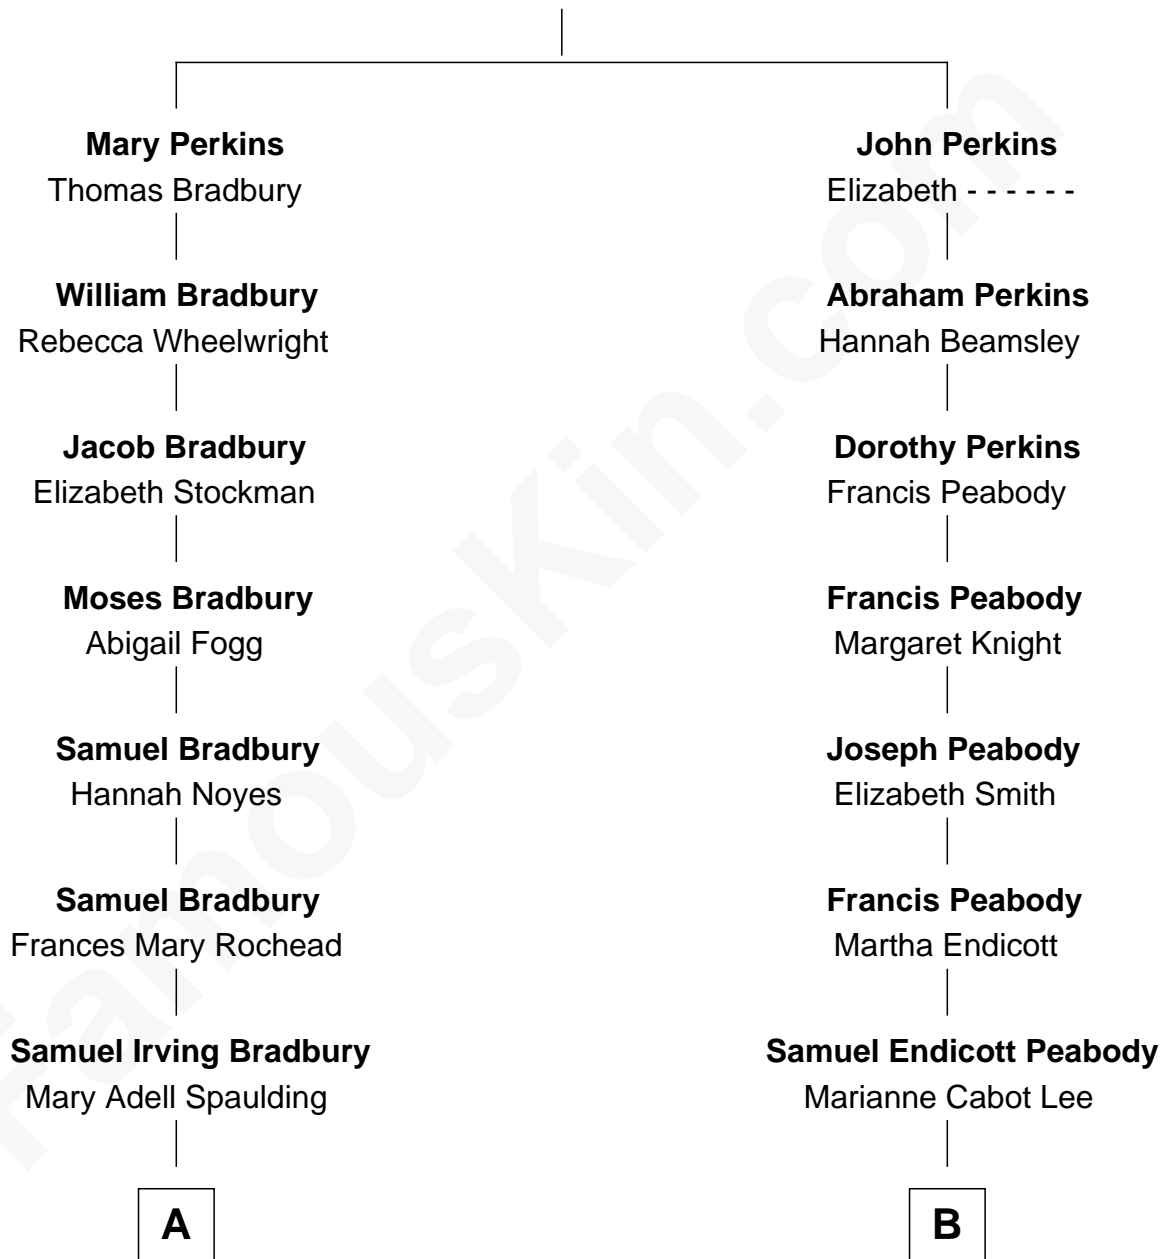 Mary Perkins
Thomas Bradbury
William Bradbury
Rebecca Wheelwright
Jacob Bradbury
Elizabeth Stockman
Moses Bradbury
Abigail Fogg
Samuel Bradbury
Hannah Noyes
Samuel Bradbury
Frances Mary Rochead
Samuel Irving Bradbury
Mary Adell Spaulding
A
John Perkins
Elizabeth - - - - - -
Abraham Perkins
Hannah Beamsley
Dorothy Perkins
Francis Peabody
Francis Peabody
Margaret Knight
Joseph Peabody
Elizabeth Smith
Francis Peabody
Martha Endicott
Samuel Endicott Peabody
Marianne Cabot Lee
B
FamousKin.com